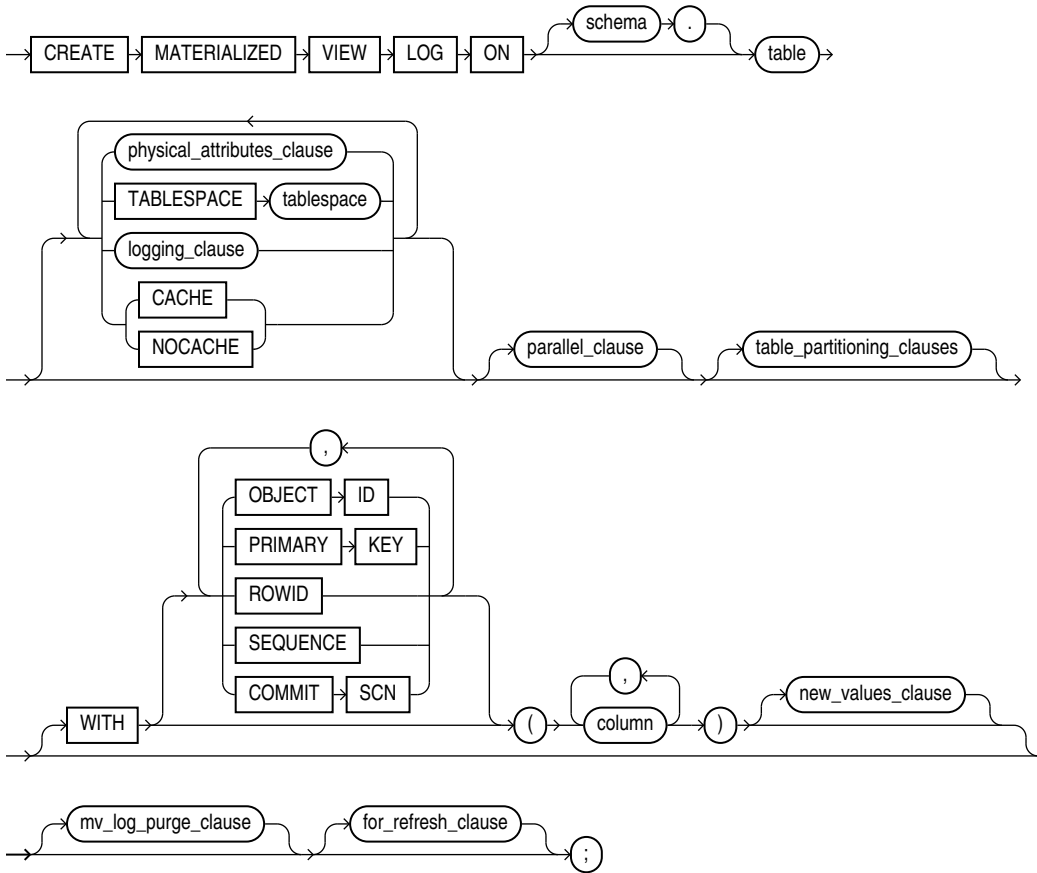 CREATE MATERIALIZED VIEW LOG ON schema . table
physical_attributes_clause
TABLESPACE tablespace
logging_clause
CACHE
NOCACHE
parallel_clause table_partitioning_clauses
,
OBJECT ID
PRIMARY KEY
ROWID
SEQUENCE
COMMIT SCN
WITH ( , column ) new_values_clause
mv_log_purge_clause for_refresh_clause ;